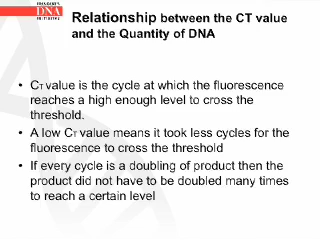 DNA
INITIATIVE
Relationship between the CT value
and the Quantity of DNA
• CT value is the cycle at which the fluorescence
reaches a high enough level to cross the
threshold.
• A low CT value means it took less cycles for the
fluorescence to cross the threshold
• If every cycle is a doubling of product then the
product did not have to be doubled many times
to reach a certain level